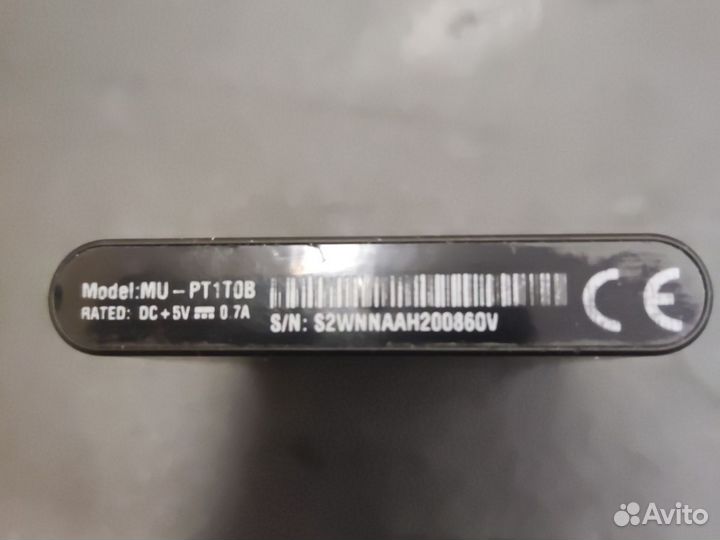 Model:MU-PT1T0B
RATED: DC+5V⎓0.7A
S/N: S2WNNAAH200860V
CE
Avito